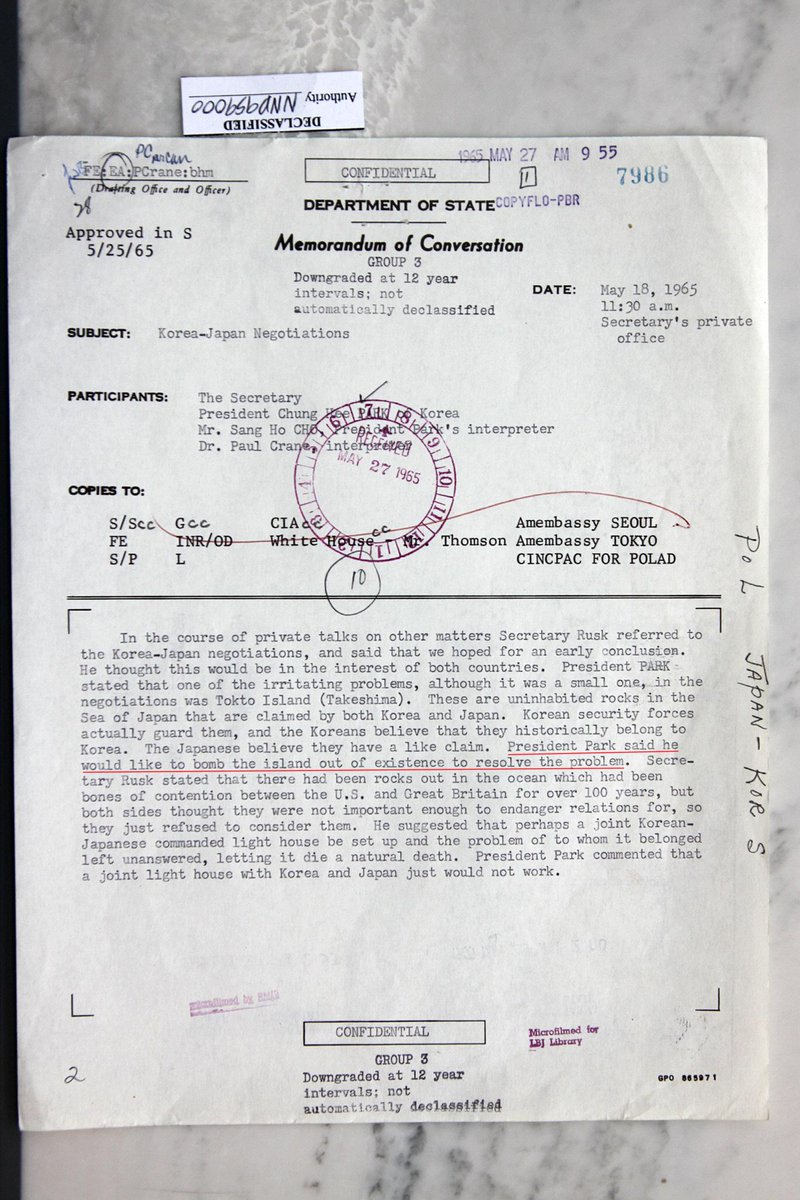 DECLASSIFIED
Authority NND959000
PCrane
FE:EA:PCrane:bhm
(Drafting Office and Officer)
CONFIDENTIAL
1965 MAY 27 AM 9 55
1
7986
DEPARTMENT OF STATE
COPYFLO-PBR
Approved in S
5/25/65
Memorandum of Conversation
GROUP 3
Downgraded at 12 year
intervals; not
automatically declassified
DATE: May 18, 1965
11:30 a.m.
Secretary's private
office
SUBJECT: Korea-Japan Negotiations
PARTICIPANTS: The Secretary
President Chung Hee PARK of Korea
Mr. Sang Ho CHO, President Park's interpreter
Dr. Paul Crane, interpreter
RECEIVED
MAY 27 1965
COPIES TO:
S/Scc Gcc CIAcc Amembassy SEOUL
FE INR/OD White House cc - Mr. Thomson Amembassy TOKYO
S/P L CINCPAC FOR POLAD
10
In the course of private talks on other matters Secretary Rusk referred to
the Korea-Japan negotiations, and said that we hoped for an early conclusion.
He thought this would be in the interest of both countries. President PARK
stated that one of the irritating problems, although it was a small one, in the
negotiations was Tokto Island (Takeshima). These are uninhabited rocks in the
Sea of Japan that are claimed by both Korea and Japan. Korean security forces
actually guard them, and the Koreans believe that they historically belong to
Korea. The Japanese believe they have a like claim. President Park said he
would like to bomb the island out of existence to resolve the problem. Secre-
tary Rusk stated that there had been rocks out in the ocean which had been
bones of contention between the U.S. and Great Britain for over 100 years, but
both sides thought they were not important enough to endanger relations for, so
they just refused to consider them. He suggested that perhaps a joint Korean-
Japanese commanded light house be set up and the problem of to whom it belonged
left unanswered, letting it die a natural death. President Park commented that
a joint light house with Korea and Japan just would not work.
POL JAPAN-KOR S
Microfilmed by
CONFIDENTIAL
Microfilmed for
LBJ Library
GROUP 3
Downgraded at 12 year
intervals; not
automatically declassified
2
GPO 865971